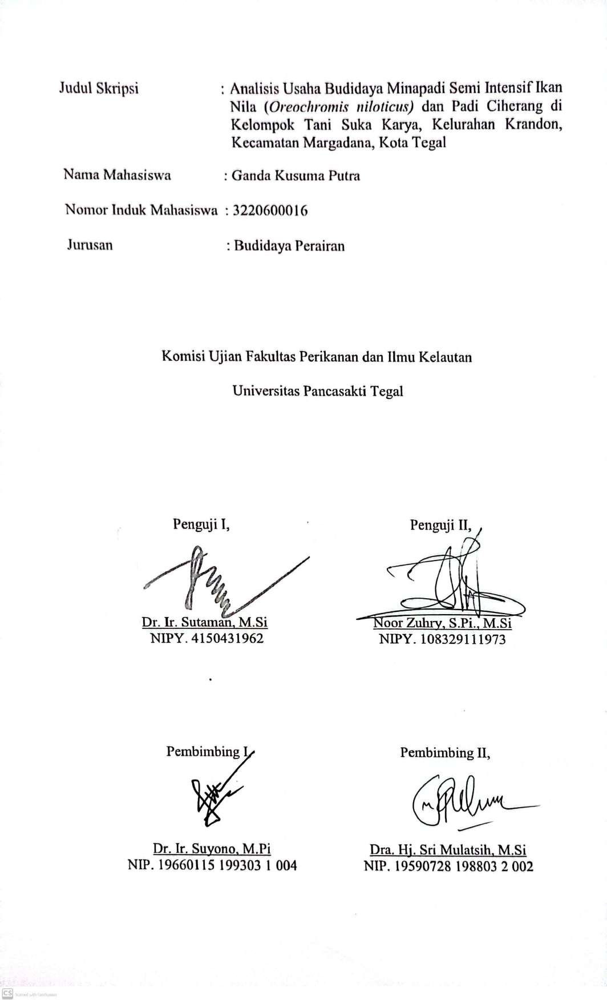 Judul Skripsi : Analisis Usaha Budidaya Minapadi Semi Intensif Ikan
Nila (Oreochromis niloticus) dan Padi Ciherang di
Kelompok Tani Suka Karya, Kelurahan Krandon,
Kecamatan Margadana, Kota Tegal
Nama Mahasiswa : Ganda Kusuma Putra
Nomor Induk Mahasiswa : 3220600016
Jurusan : Budidaya Perairan
Komisi Ujian Fakultas Perikanan dan Ilmu Kelautan
Universitas Pancasakti Tegal
Penguji I, Penguji II,
Dr. Ir. Sutaman, M.Si Noor Zuhry, S.Pi., M.Si
NIPY. 4150431962 NIPY. 108329111973
Pembimbing I, Pembimbing II,
Dr. Ir. Suyono, M.Pi Dra. Hj. Sri Mulatsih, M.Si
NIP. 19660115 199303 1 004 NIP. 19590728 198803 2 002
CS Scanned with CamScanner